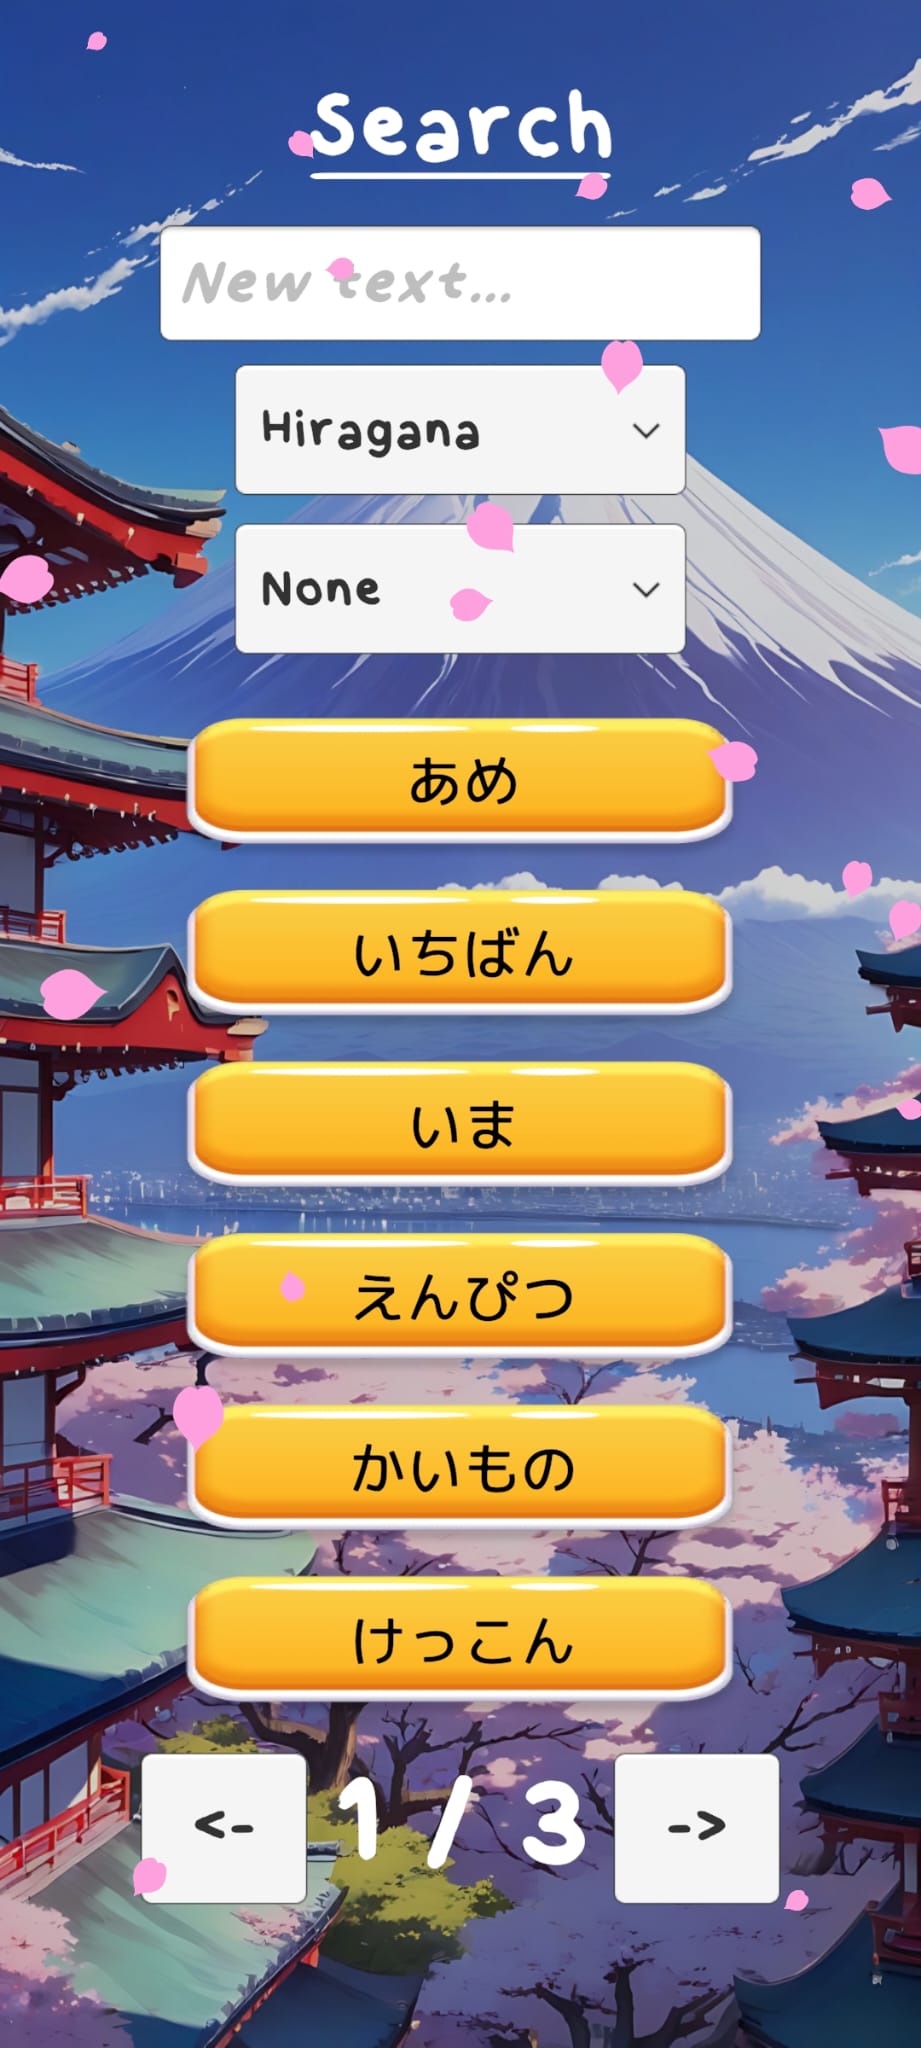 Search
New text...
Hiragana
None
あめ
いちばん
いま
えんぴつ
かいもの
けっこん
<- 1 / 3 ->